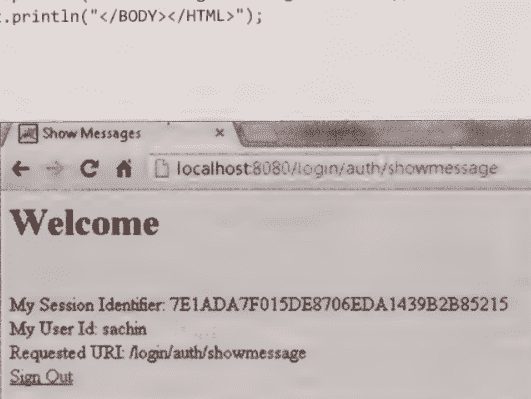 .println("</BODY></HTML>");
Show Messages
localhost:8080/login/auth/showmessage
Welcome
My Session Identifier: 7E1ADA7F015DE8706EDA1439B2B85215
My User Id: sachin
Requested URI: /login/auth/showmessage
Sign Out